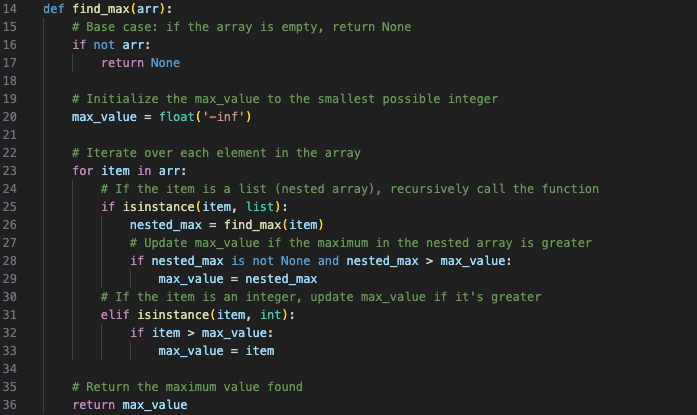 14 def find_max(arr):
15     # Base case: if the array is empty, return None
16     if not arr:
17         return None
18
19     # Initialize the max_value to the smallest possible integer
20     max_value = float('-inf')
21
22     # Iterate over each element in the array
23     for item in arr:
24         # If the item is a list (nested array), recursively call the function
25         if isinstance(item, list):
26             nested_max = find_max(item)
27             # Update max_value if the maximum in the nested array is greater
28             if nested_max is not None and nested_max > max_value:
29                 max_value = nested_max
30         # If the item is an integer, update max_value if it's greater
31         elif isinstance(item, int):
32             if item > max_value:
33                 max_value = item
34
35     # Return the maximum value found
36     return max_value